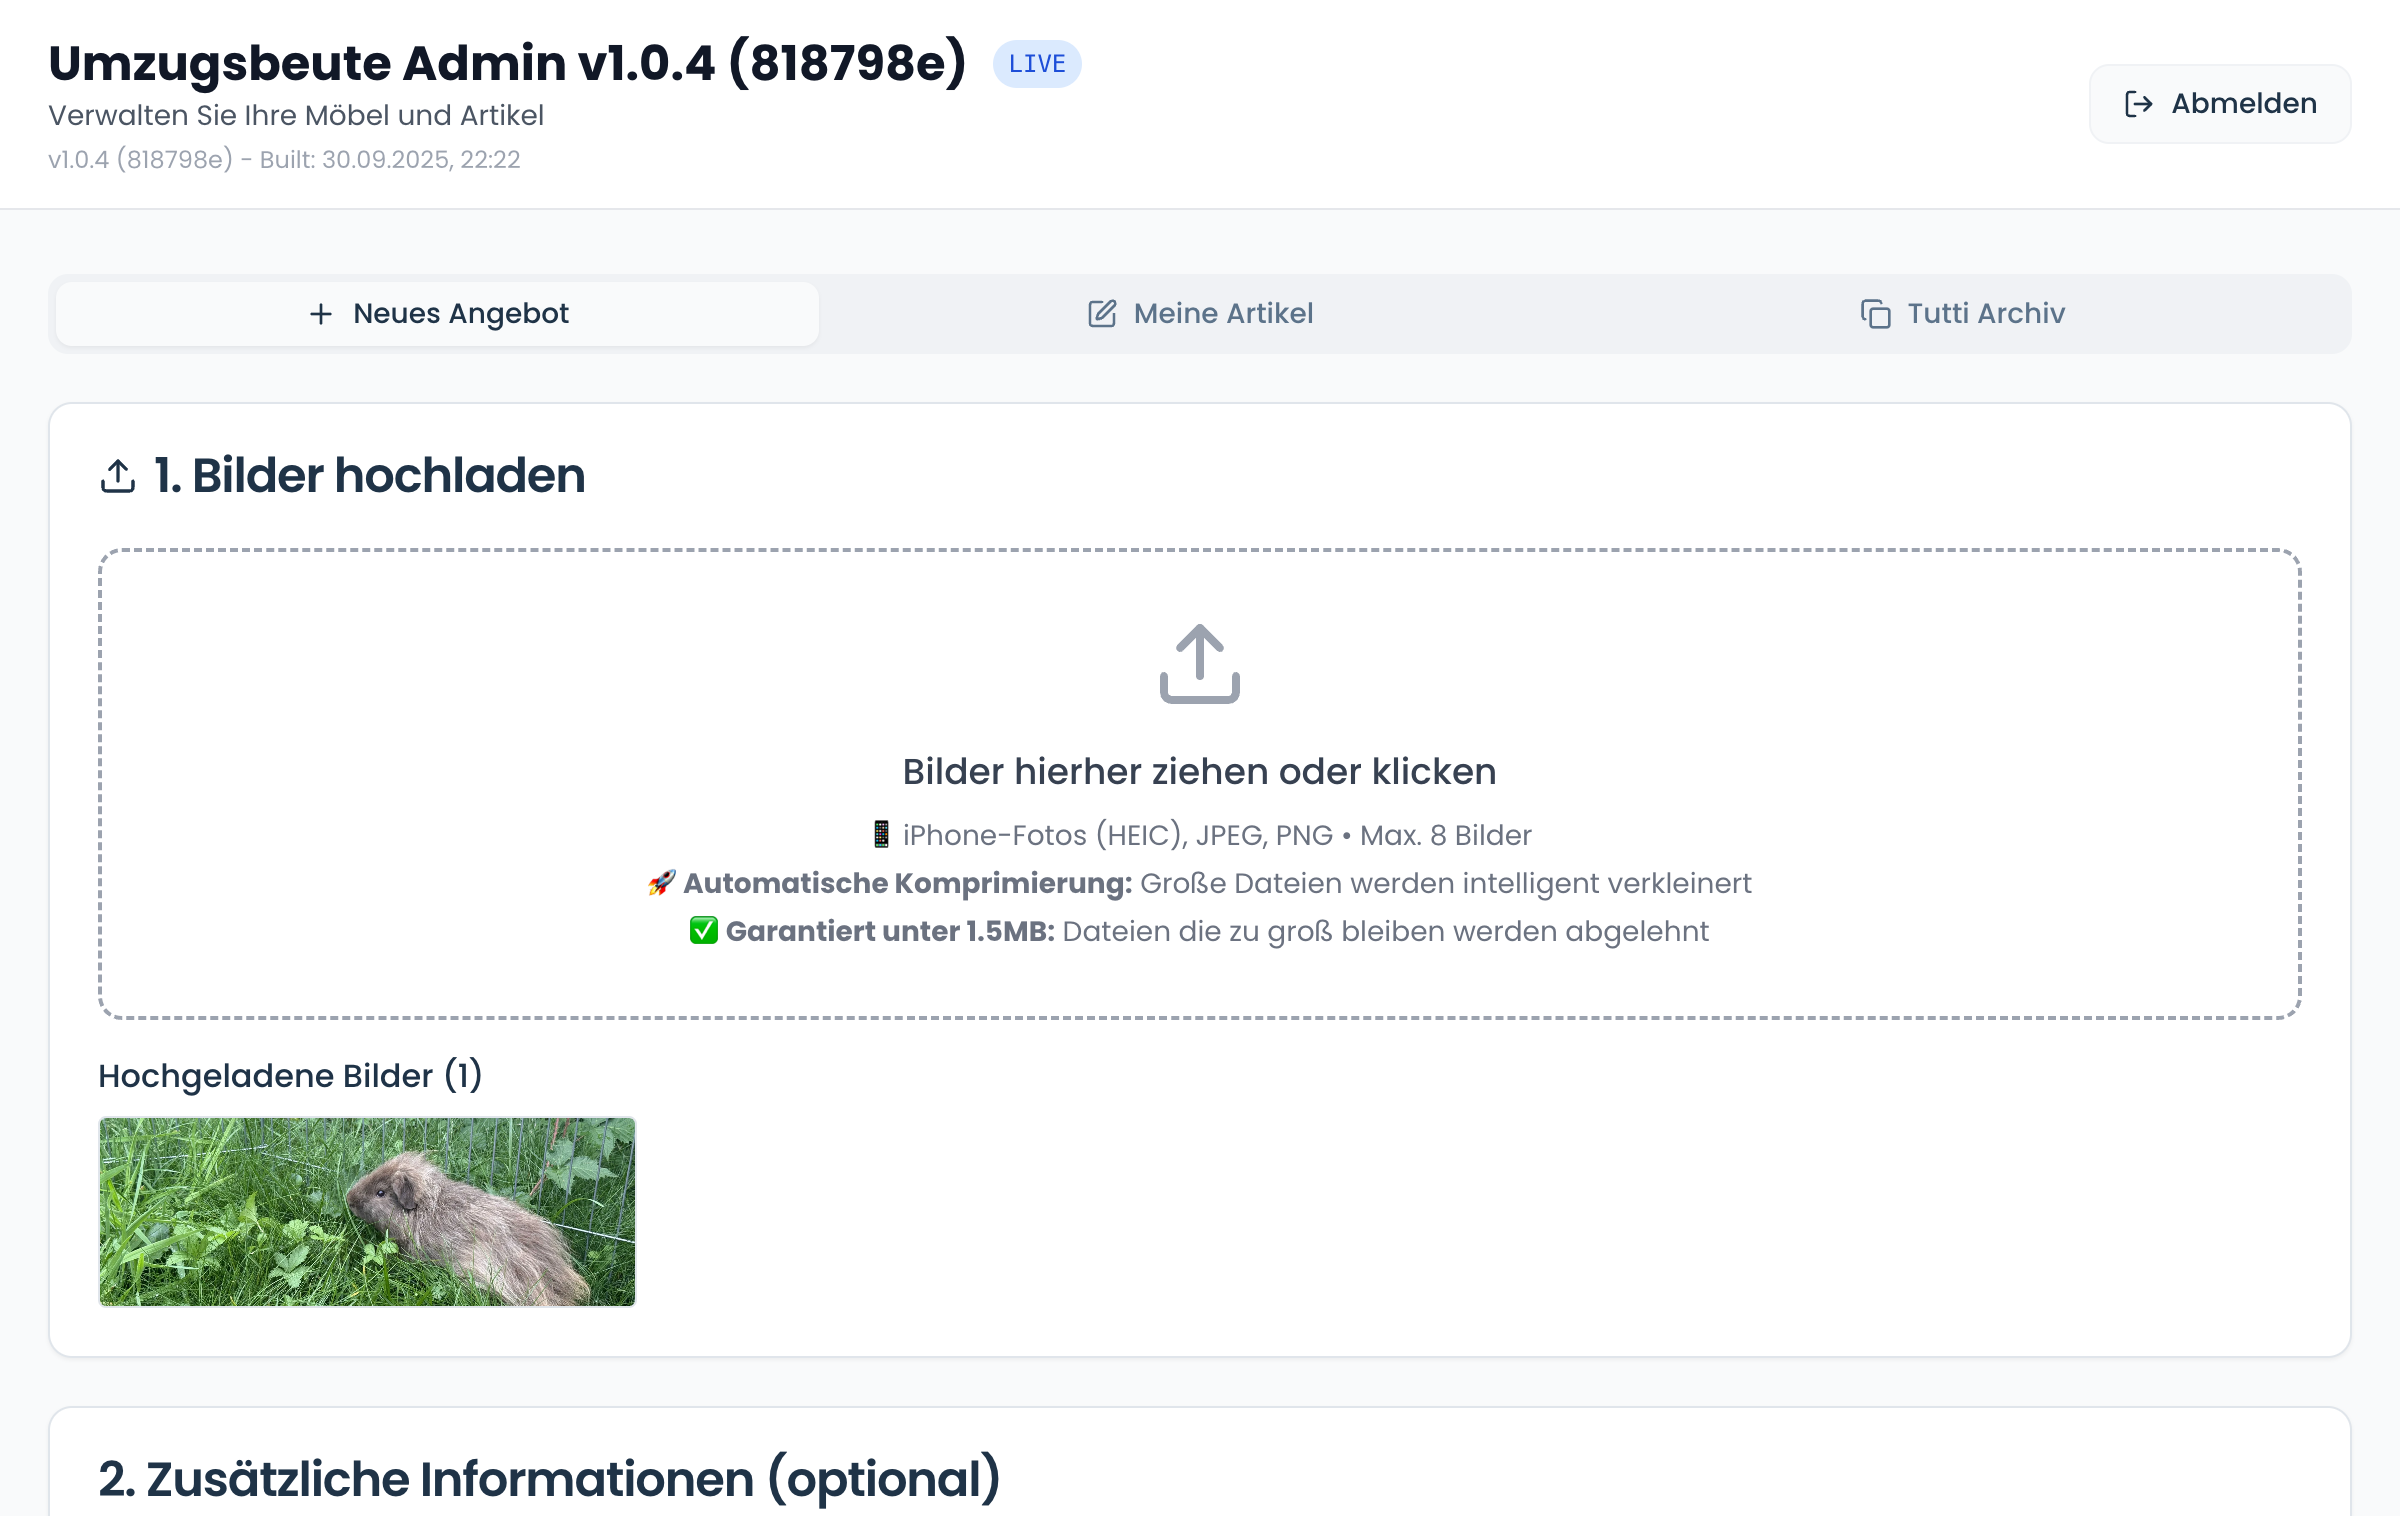 Umzugsbeute Admin v1.0.4 (818798e) LIVE
Verwalten Sie Ihre Möbel und Artikel
v1.0.4 (818798e) - Built: 30.09.2025, 22:22
Abmelden
Neues Angebot
Meine Artikel
Tutti Archiv
1. Bilder hochladen
Bilder hierher ziehen oder klicken
📱 iPhone-Fotos (HEIC), JPEG, PNG • Max. 8 Bilder
🚀 Automatische Komprimierung: Große Dateien werden intelligent verkleinert
✅ Garantiert unter 1.5MB: Dateien die zu groß bleiben werden abgelehnt
Hochgeladene Bilder (1)
2. Zusätzliche Informationen (optional)